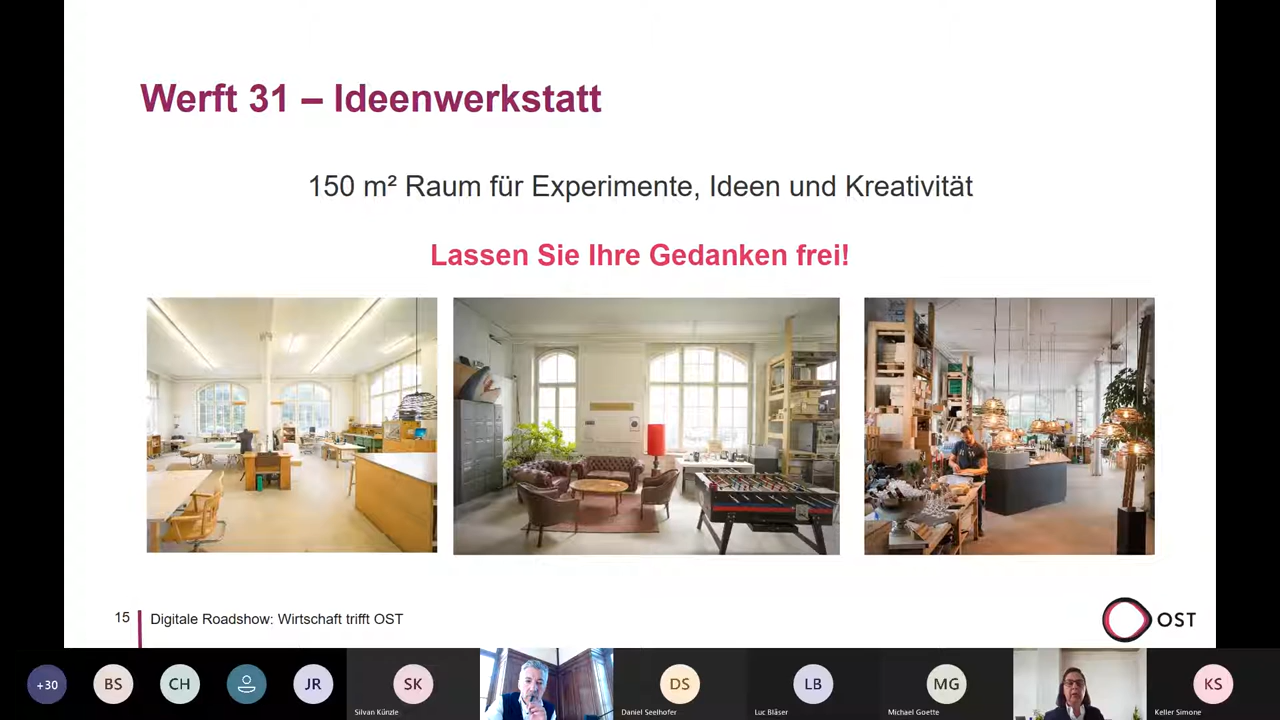 Werft 31 – Ideenwerkstatt
150 m² Raum für Experimente, Ideen und Kreativität
Lassen Sie Ihre Gedanken frei!
15 Digitale Roadshow: Wirtschaft trifft OST
OST
+30 BS CH JR SK DS LB MG KS
Silvan Künzle Daniel Seelhofer Luc Bläser Michael Goette Keller Simone